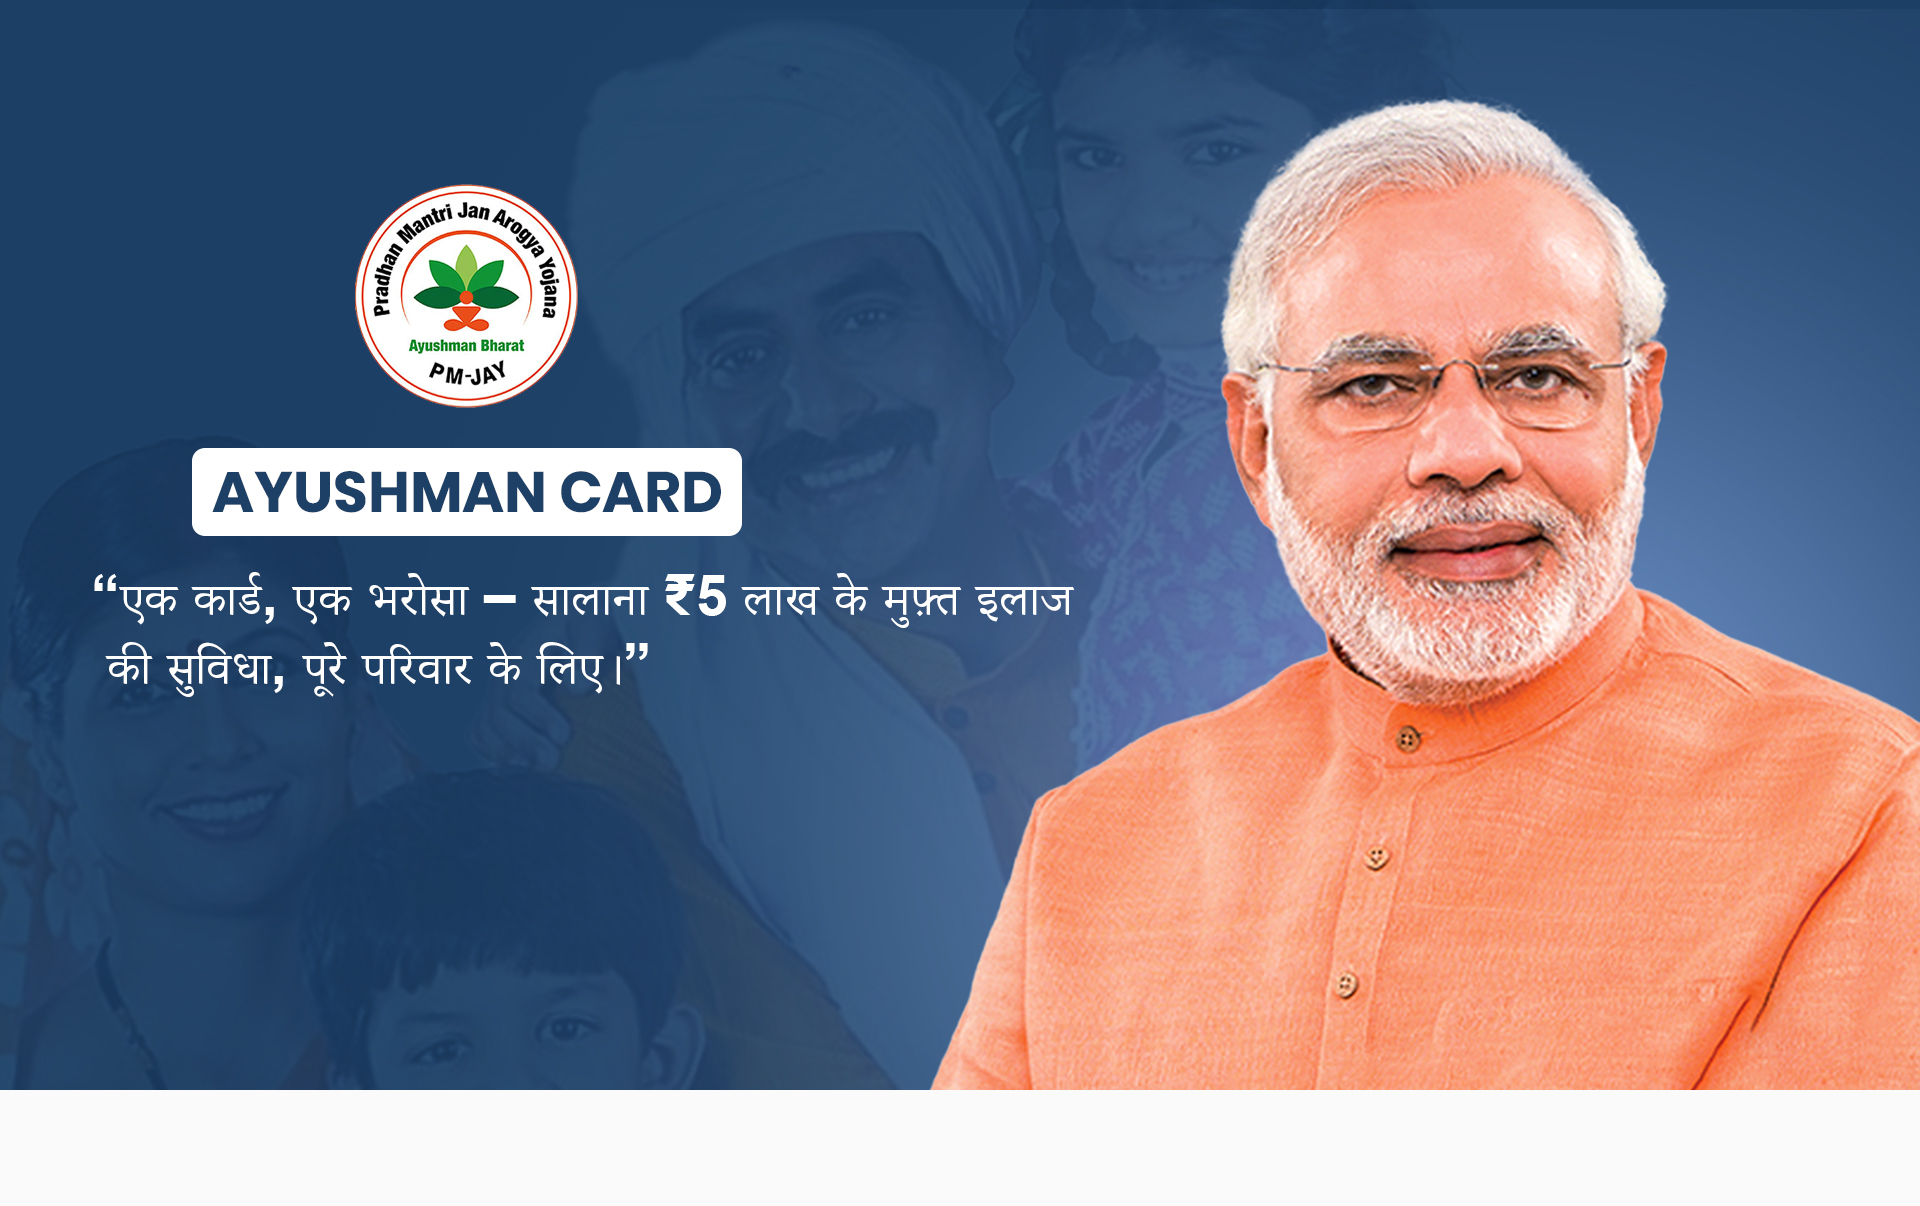 Pradhan Mantri Jan Arogya Yojana
Ayushman Bharat
PM-JAY
AYUSHMAN CARD
“एक कार्ड, एक भरोसा – सालाना ₹5 लाख के मुफ़्त इलाज
की सुविधा, पूरे परिवार के लिए।”